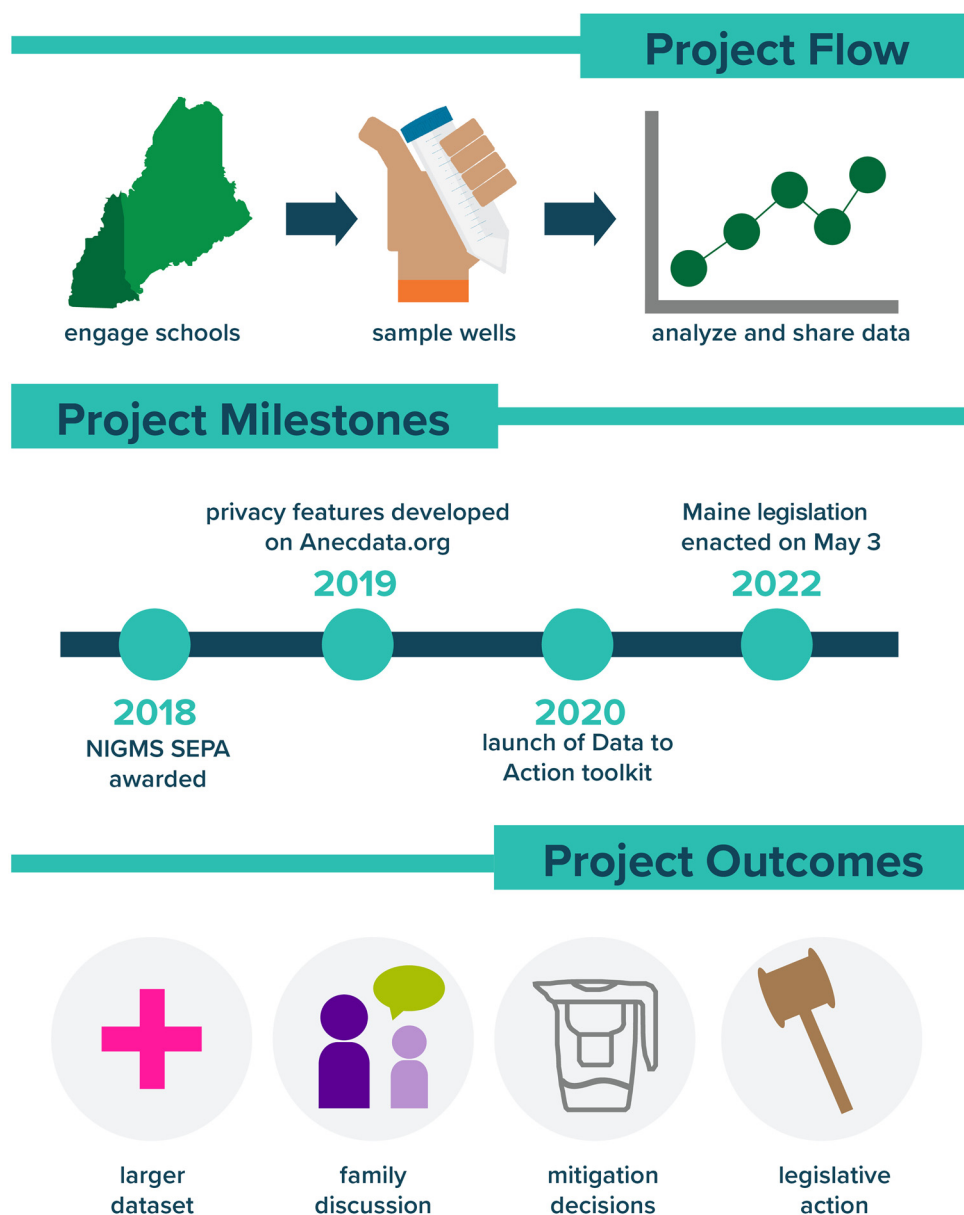 Project Flow
engage schools
sample wells
analyze and share data
Project Milestones
privacy features developed
on Anecdata.org
2019
Maine legislation
enacted on May 3
2022
2018
NIGMS SEPA
awarded
2020
launch of Data to
Action toolkit
Project Outcomes
larger
dataset
family
discussion
mitigation
decisions
legislative
action